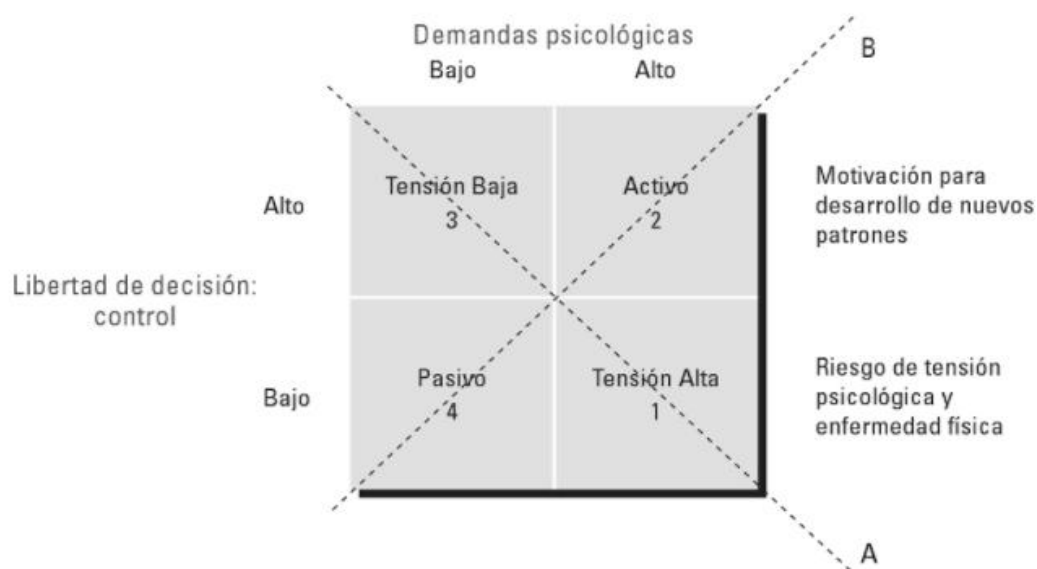 Demandas psicológicas
Bajo Alto
B
Tensión Baja
3
Activo
2
Alto
Motivación para
desarrollo de nuevos
patrones
Libertad de decisión:
control
Bajo
Pasivo
4
Tensión Alta
1
Riesgo de tensión
psicológica y
enfermedad física
A